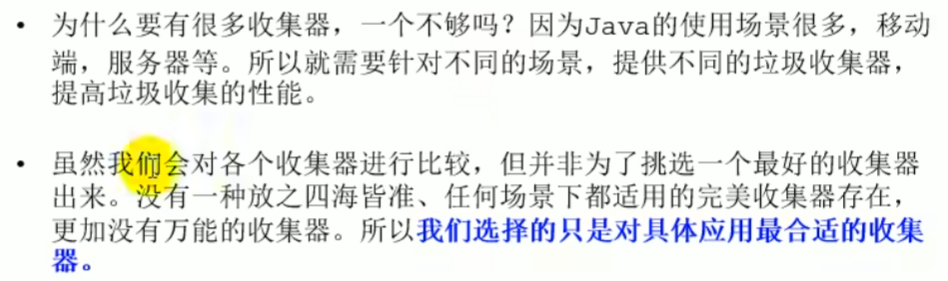 • 为什么要有很多收集器，一个不够吗？因为Java的使用场景很多，移动
端，服务器等。所以就需要针对不同的场景，提供不同的垃圾收集器，
提高垃圾收集的性能。
• 虽然我们会对各个收集器进行比较，但并非为了挑选一个最好的收集器
出来。没有一种放之四海皆准、任何场景下都适用的完美收集器存在，
更加没有万能的收集器。所以我们选择的只是对具体应用最合适的收集
器。